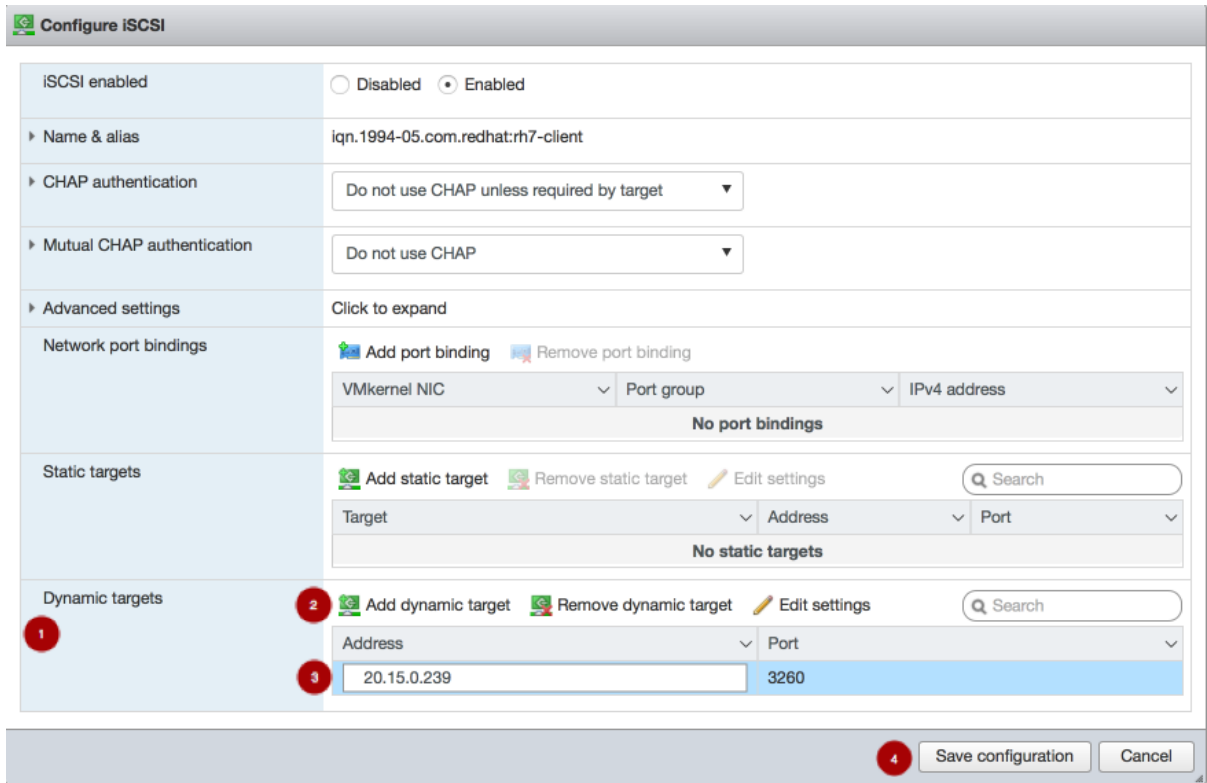 Configure iSCSI
iSCSI enabled Disabled Enabled
Name & alias iqn.1994-05.com.redhat:rh7-client
CHAP authentication Do not use CHAP unless required by target
Mutual CHAP authentication Do not use CHAP
Advanced settings Click to expand
Network port bindings Add port binding Remove port binding
VMkernel NIC Port group IPv4 address
No port bindings
Static targets Add static target Remove static target Edit settings Search
Target Address Port
No static targets
Dynamic targets 2 Add dynamic target Remove dynamic target Edit settings Search
1 Address Port
3 20.15.0.239 3260
4 Save configuration Cancel